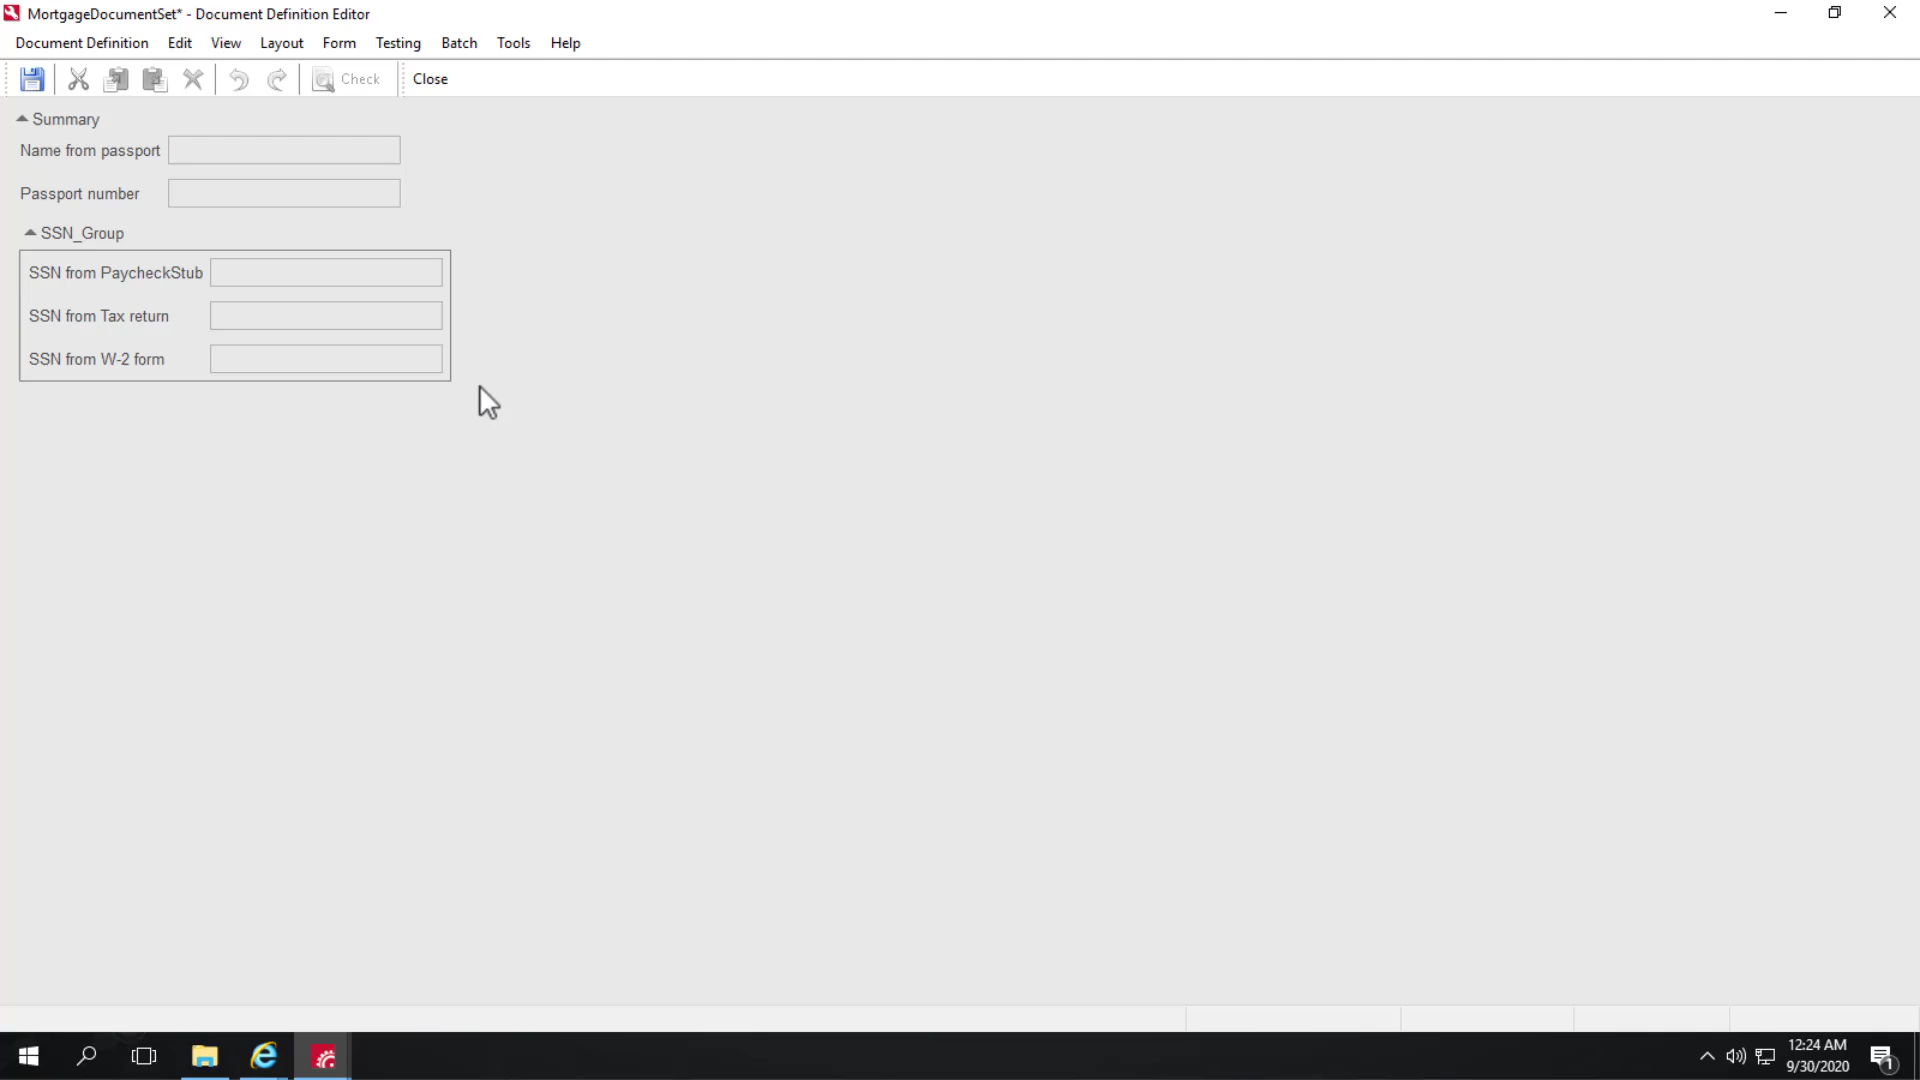 MortgageDocumentSet* - Document Definition Editor
Document Definition Edit View Layout Form Testing Batch Tools Help
Check Close
Summary
Name from passport
Passport number
SSN_Group
SSN from PaycheckStub
SSN from Tax return
SSN from W-2 form
12:24 AM
9/30/2020
1